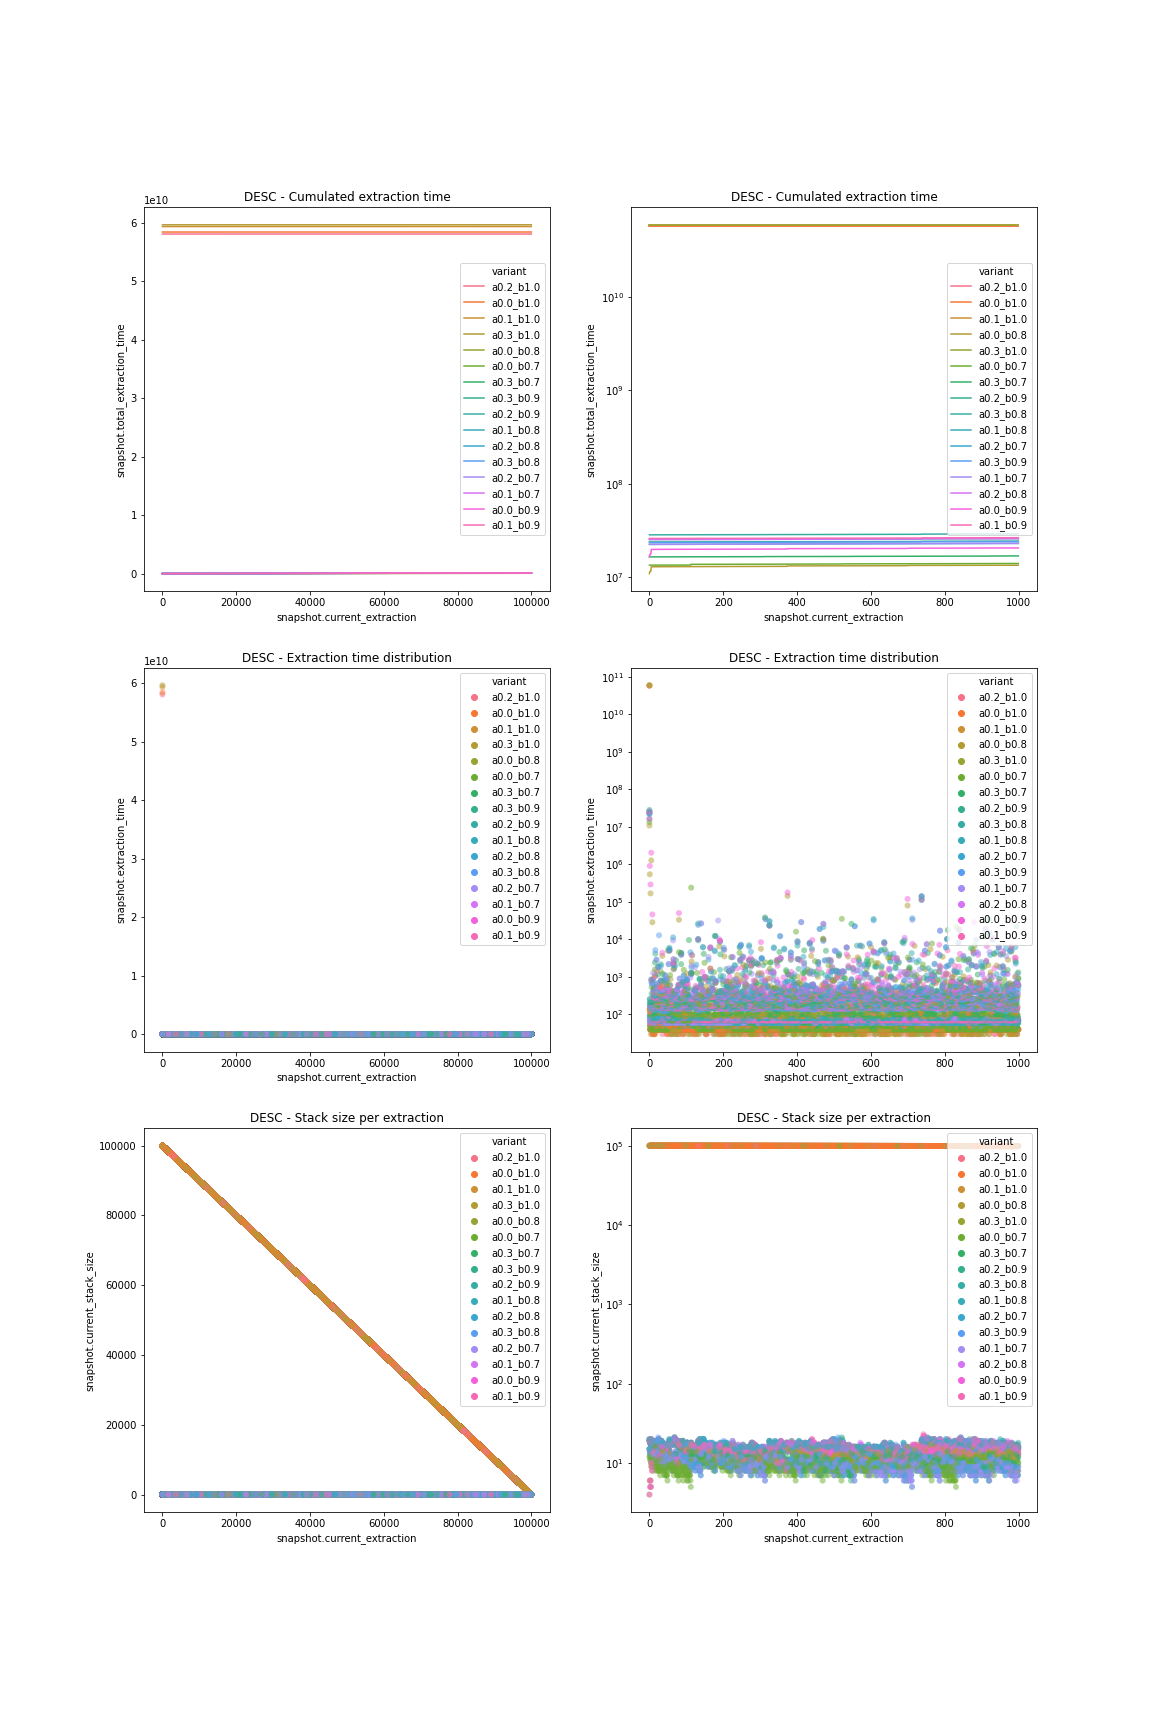 DESC - Cumulated extraction time
1e10
snapshot.total_extraction_time
6
5
4
3
2
1
0
variant
a0.2_b1.0
a0.0_b1.0
a0.1_b1.0
a0.3_b1.0
a0.0_b0.8
a0.0_b0.7
a0.3_b0.7
a0.3_b0.9
a0.2_b0.9
a0.1_b0.8
a0.2_b0.8
a0.3_b0.8
a0.2_b0.7
a0.1_b0.7
a0.0_b0.9
a0.1_b0.9
0 20000 40000 60000 80000 100000
snapshot.current_extraction
DESC - Cumulated extraction time
snapshot.total_extraction_time
10^10
10^9
10^8
10^7
variant
a0.2_b1.0
a0.0_b1.0
a0.1_b1.0
a0.0_b0.8
a0.3_b1.0
a0.0_b0.7
a0.3_b0.7
a0.2_b0.9
a0.3_b0.8
a0.1_b0.8
a0.2_b0.7
a0.3_b0.9
a0.1_b0.7
a0.2_b0.8
a0.0_b0.9
a0.1_b0.9
0 200 400 600 800 1000
snapshot.current_extraction
DESC - Extraction time distribution
1e10
snapshot.extraction_time
6
5
4
3
2
1
0
variant
a0.2_b1.0
a0.0_b1.0
a0.1_b1.0
a0.3_b1.0
a0.0_b0.8
a0.0_b0.7
a0.3_b0.7
a0.3_b0.9
a0.2_b0.9
a0.1_b0.8
a0.2_b0.8
a0.3_b0.8
a0.2_b0.7
a0.1_b0.7
a0.0_b0.9
a0.1_b0.9
0 20000 40000 60000 80000 100000
snapshot.current_extraction
DESC - Extraction time distribution
snapshot.extraction_time
10^11
10^10
10^9
10^8
10^7
10^6
10^5
10^4
10^3
10^2
variant
a0.2_b1.0
a0.0_b1.0
a0.1_b1.0
a0.0_b0.8
a0.3_b1.0
a0.0_b0.7
a0.3_b0.7
a0.2_b0.9
a0.3_b0.8
a0.1_b0.8
a0.2_b0.7
a0.3_b0.9
a0.1_b0.7
a0.2_b0.8
a0.0_b0.9
a0.1_b0.9
0 200 400 600 800 1000
snapshot.current_extraction
DESC - Stack size per extraction
snapshot.current_stack_size
100000
80000
60000
40000
20000
0
variant
a0.2_b1.0
a0.0_b1.0
a0.1_b1.0
a0.3_b1.0
a0.0_b0.8
a0.0_b0.7
a0.3_b0.7
a0.3_b0.9
a0.2_b0.9
a0.1_b0.8
a0.2_b0.8
a0.3_b0.8
a0.2_b0.7
a0.1_b0.7
a0.0_b0.9
a0.1_b0.9
0 20000 40000 60000 80000 100000
snapshot.current_extraction
DESC - Stack size per extraction
snapshot.current_stack_size
10^5
10^4
10^3
10^2
10^1
variant
a0.2_b1.0
a0.0_b1.0
a0.1_b1.0
a0.0_b0.8
a0.3_b1.0
a0.0_b0.7
a0.3_b0.7
a0.2_b0.9
a0.3_b0.8
a0.1_b0.8
a0.2_b0.7
a0.3_b0.9
a0.1_b0.7
a0.2_b0.8
a0.0_b0.9
a0.1_b0.9
0 200 400 600 800 1000
snapshot.current_extraction